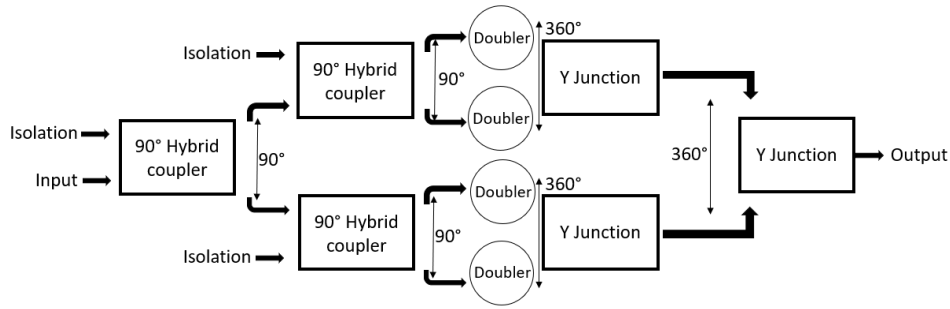 Isolation
90° Hybrid
coupler
90°
Doubler
360°
Doubler
Y Junction
Isolation
Input
90° Hybrid
coupler
90°
360°
Y Junction
Output
Isolation
90° Hybrid
coupler
90°
Doubler
360°
Doubler
Y Junction